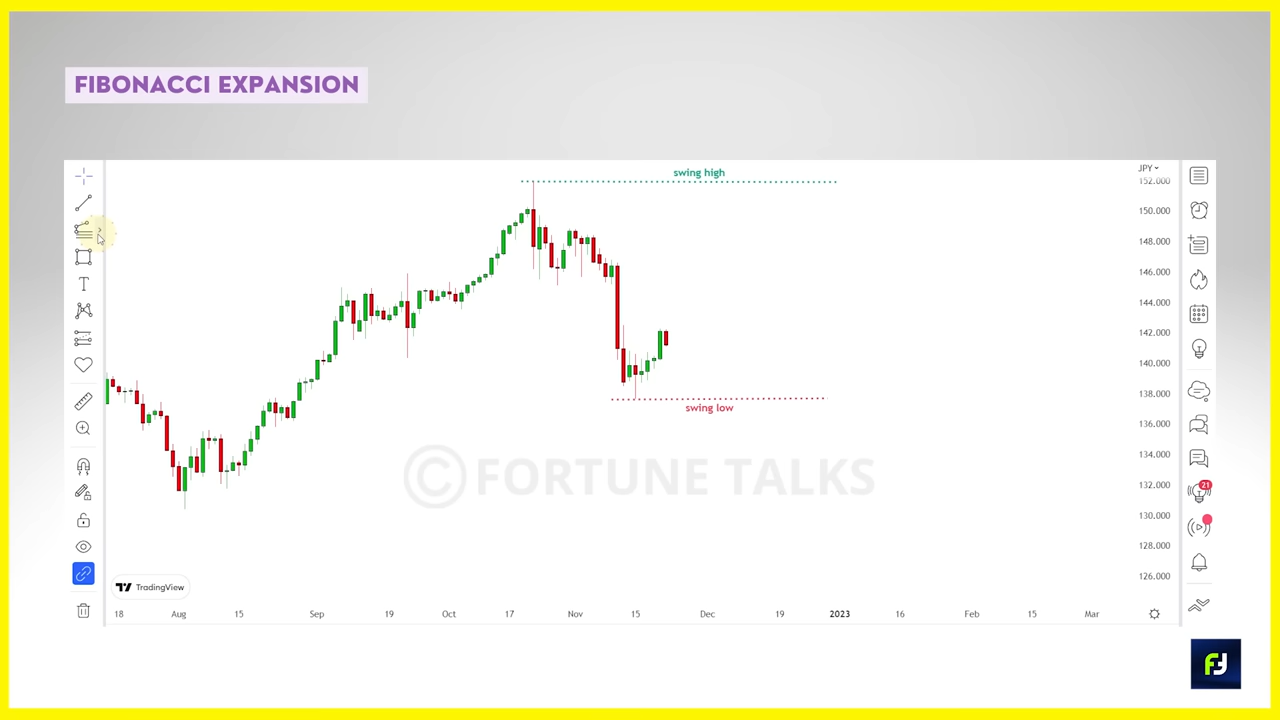 FIBONACCI EXPANSION
swing high
JPY
152.000
150.000
148.000
146.000
144.000
142.000
140.000
138.000
swing low
136.000
134.000
132.000
130.000
128.000
126.000
© FORTUNE TALKS
21
T
TradingView
18 Aug 15 Sep 19 Oct 17 Nov 15 Dec 19 2023 16 Feb 15 Mar